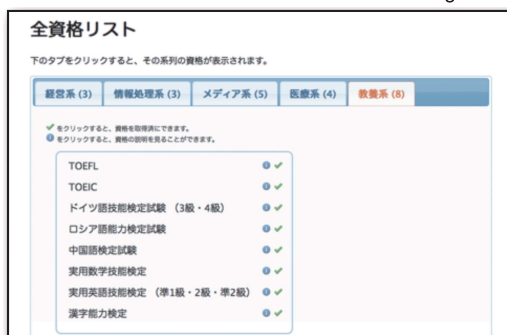 全資格リスト
下のタブをクリックすると、その系列の資格が表示されます。
経営系 (3) 情報処理系 (3) メディア系 (5) 医療系 (4) 教養系 (8)
をクリックすると、資格を取得済にできます。
をクリックすると、資格の説明を見ることができます。
TOEFL
TOEIC
ドイツ語技能検定試験 (3級・4級)
ロシア語能力検定試験
中国語検定試験
実用数学技能検定
実用英語技能検定 (準1級・2級・準2級)
漢字能力検定